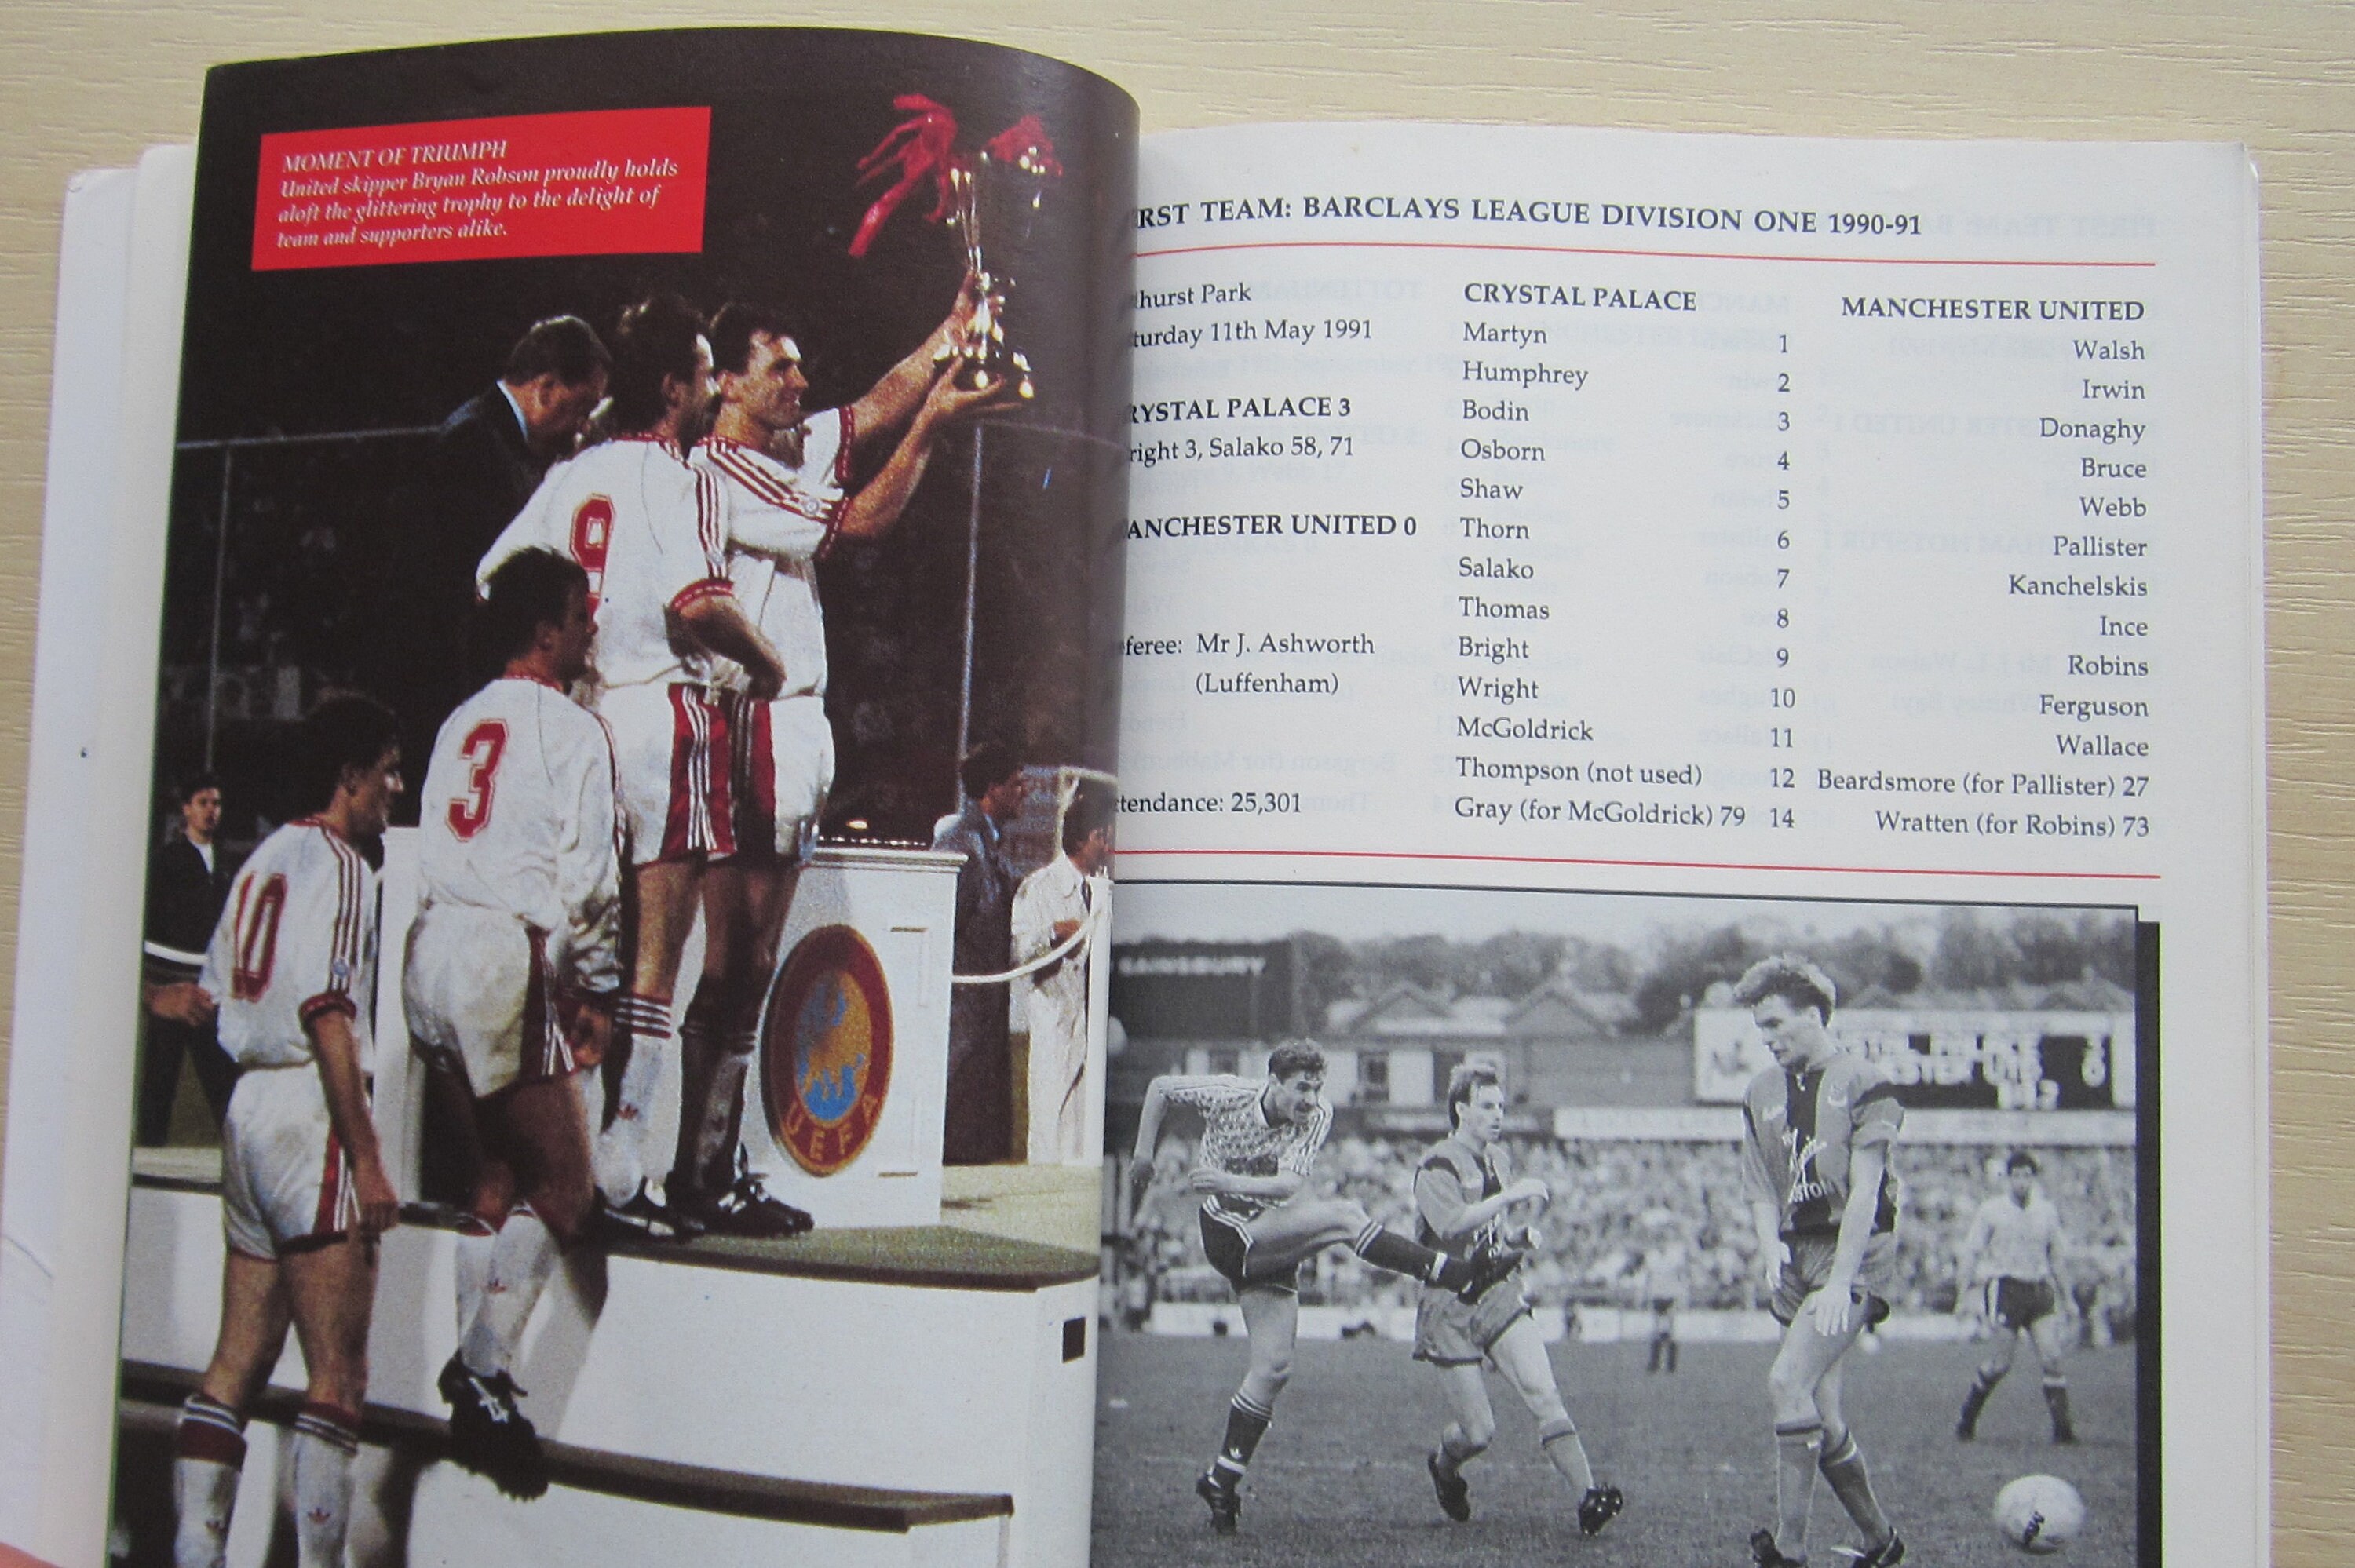 MOMENT OF TRIUMPH
United skipper Bryan Robson proudly holds
aloft the glittering trophy to the delight of
team and supporters alike.
9
3
10
UEFA
RST TEAM: BARCLAYS LEAGUE DIVISION ONE 1990-91
hurst Park
turday 11th May 1991
RYSTAL PALACE 3
right 3, Salako 58, 71
ANCHESTER UNITED 0
feree: Mr J. Ashworth
(Luffenham)
tendance: 25,301
CRYSTAL PALACE MANCHESTER UNITED
Martyn 1 Walsh
Humphrey 2 Irwin
Bodin 3 Donaghy
Osborn 4 Bruce
Shaw 5 Webb
Thorn 6 Pallister
Salako 7 Kanchelskis
Thomas 8 Ince
Bright 9 Robins
Wright 10 Ferguson
McGoldrick 11 Wallace
Thompson (not used) 12 Beardsmore (for Pallister) 27
Gray (for McGoldrick) 79 14 Wratten (for Robins) 73
SAINSBURY